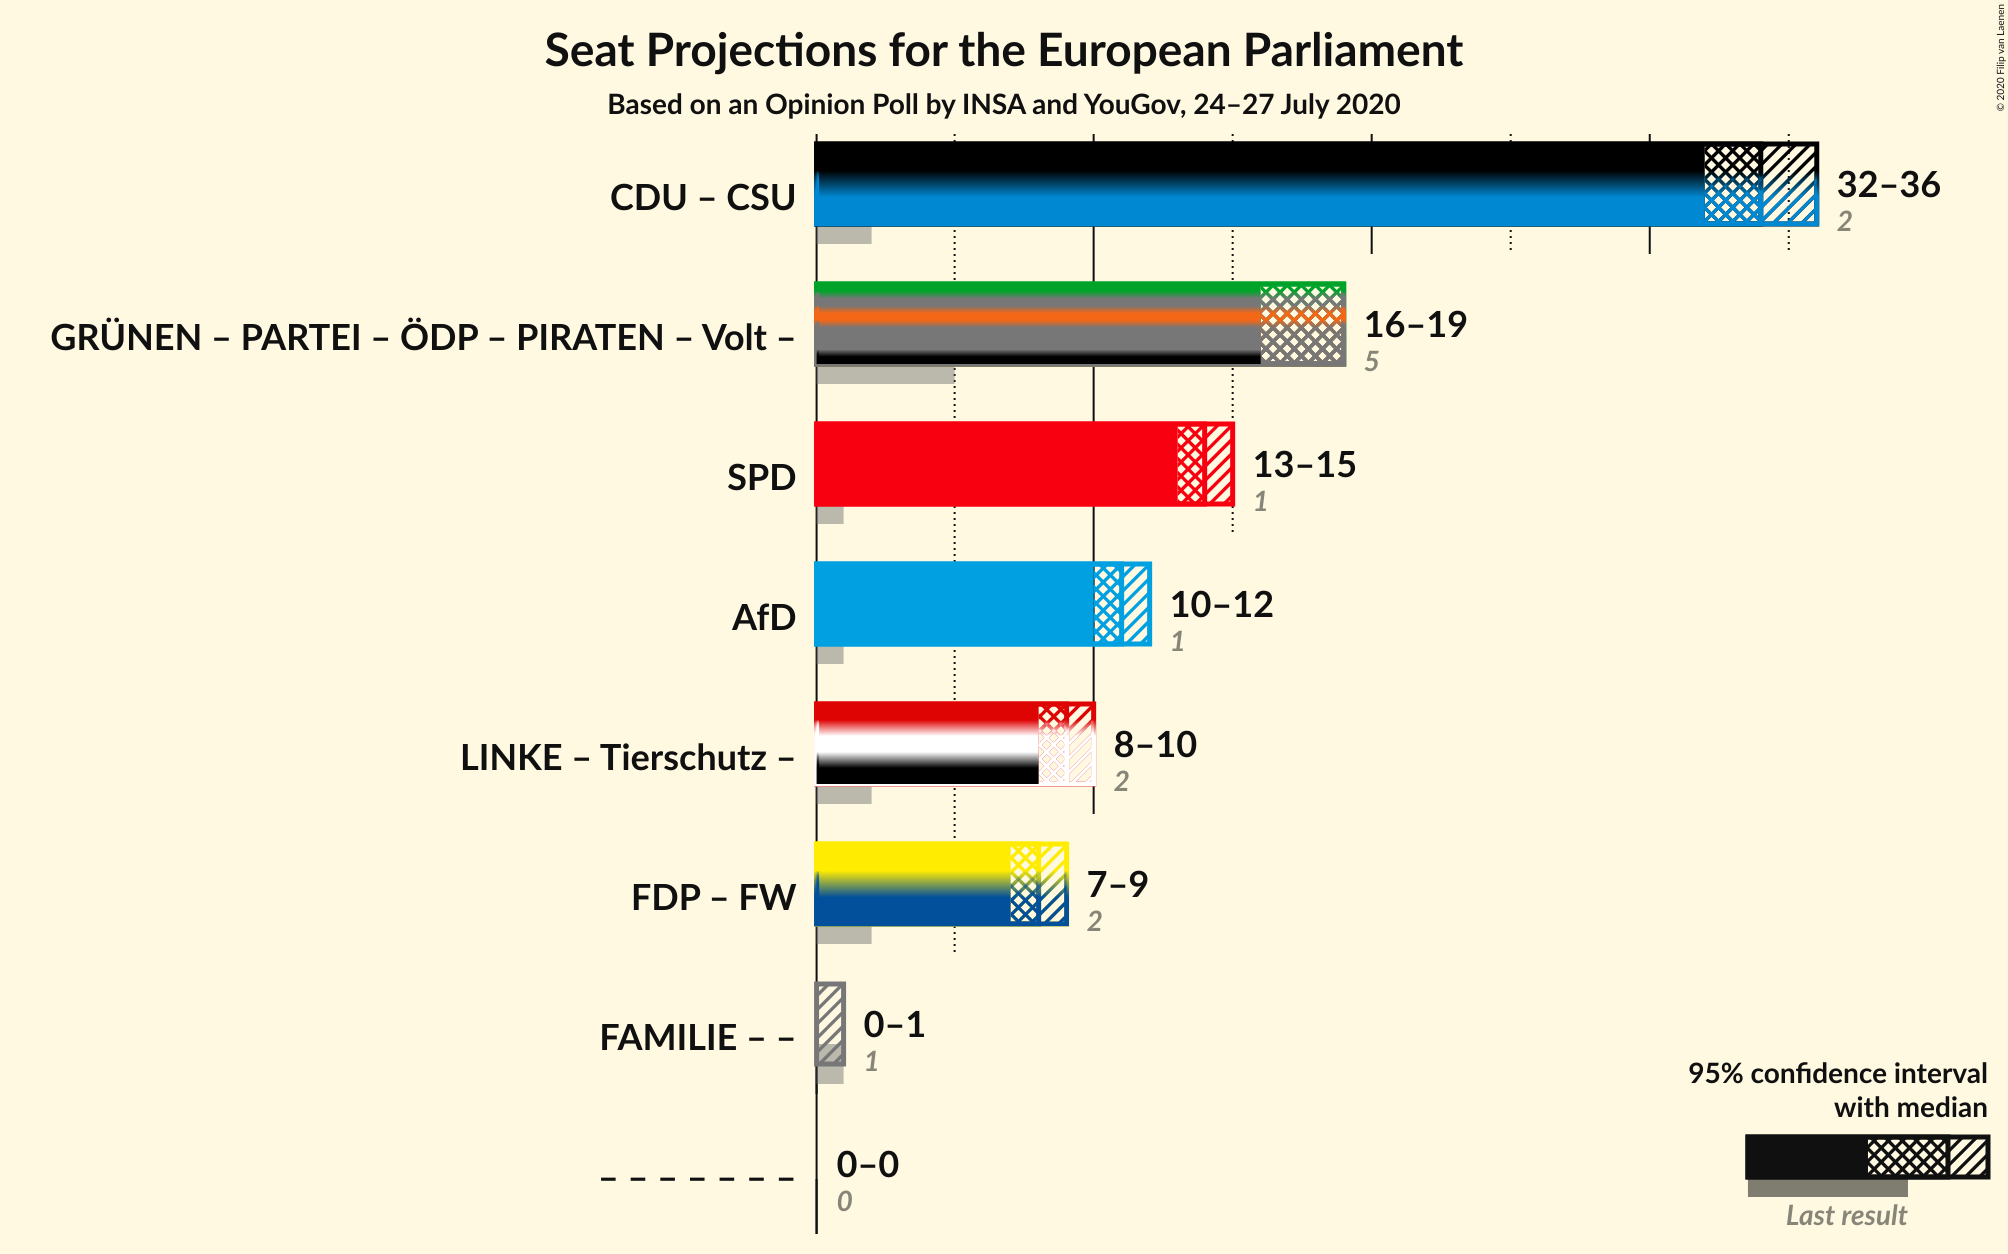 Seat Projections for the European Parliament
Based on an Opinion Poll by INSA and YouGov, 24–27 July 2020
© 2020 Filip van Laenen
CDU – CSU
32–36
2
GRÜNEN – PARTEI – ÖDP – PIRATEN – Volt –
16–19
5
SPD
13–15
1
AfD
10–12
1
LINKE – Tierschutz –
8–10
2
FDP – FW
7–9
2
FAMILIE – –
0–1
1
– – – – – – –
0–0
0
95% confidence interval
with median
Last result